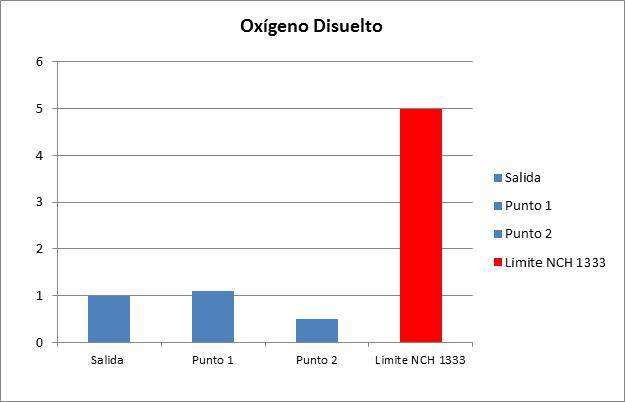 Oxígeno Disuelto
6
5
4
3
2
1
0
Salida
Punto 1
Punto 2
Limite NCH 1333
Salida
Punto 1
Punto 2
Limite NCH 1333